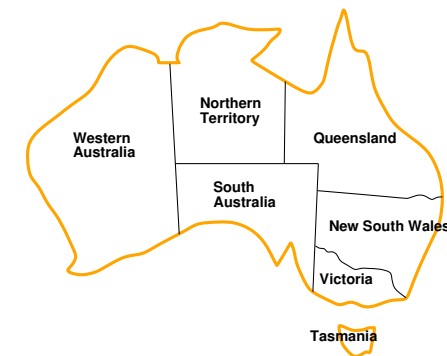 Northern
Territory
Western
Australia
Queensland
South
Australia
New South Wales
Victoria
Tasmania